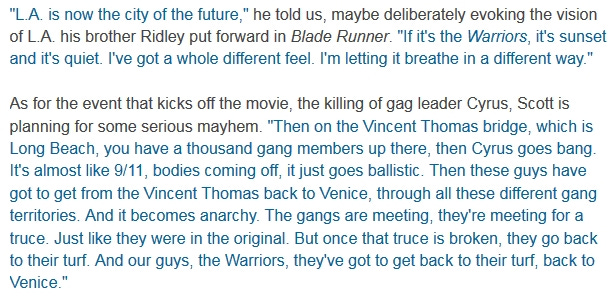 "L.A. is now the city of the future," he told us, maybe deliberately evoking the vision
of L.A. his brother Ridley put forward in Blade Runner. "If it's the Warriors, it's sunset
and it's quiet. I've got a whole different feel. I'm letting it breathe in a different way."
As for the event that kicks off the movie, the killing of gag leader Cyrus, Scott is
planning for some serious mayhem. "Then on the Vincent Thomas bridge, which is
Long Beach, you have a thousand gang members up there, then Cyrus goes bang.
It's almost like 9/11, bodies coming off, it just goes ballistic. Then these guys have
got to get from the Vincent Thomas back to Venice, through all these different gang
territories. And it becomes anarchy. The gangs are meeting, they're meeting for a
truce. Just like they were in the original. But once that truce is broken, they go back
to their turf. And our guys, the Warriors, they've got to get back to their turf, back to
Venice."